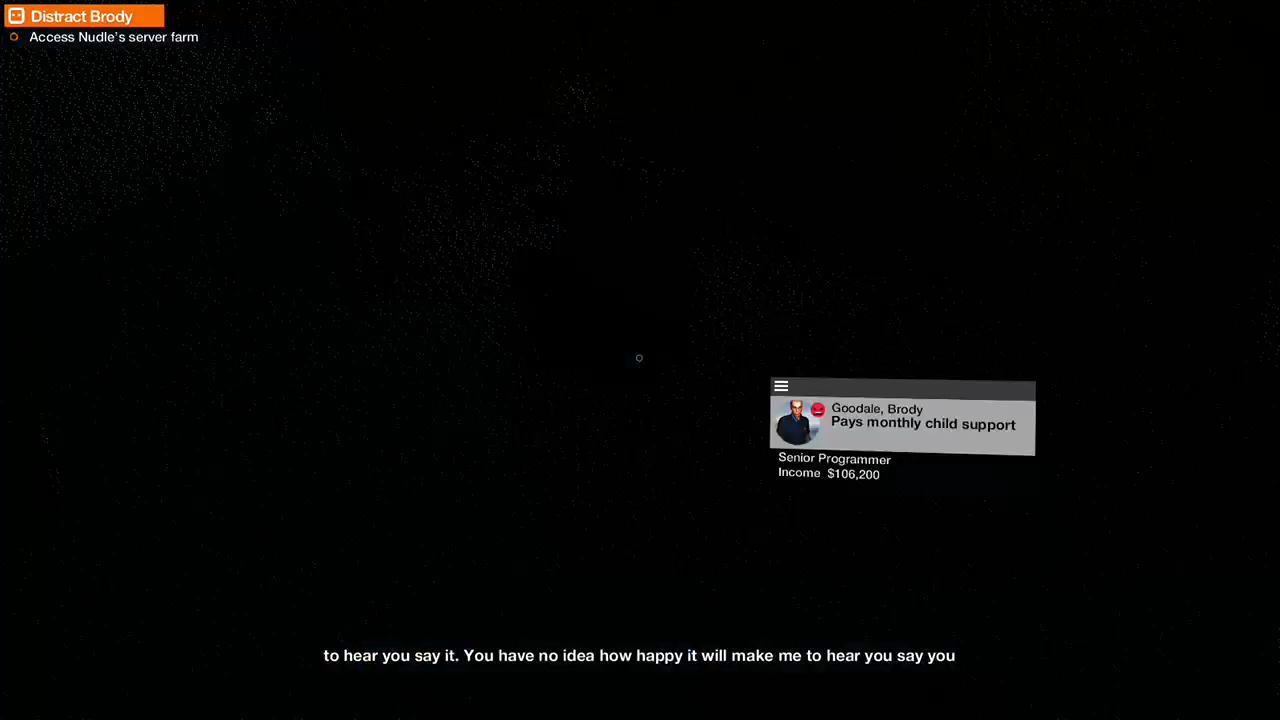 Distract Brody
Access Nudle's server farm
Goodale, Brody
Pays monthly child support
Senior Programmer
Income $106,200
to hear you say it. You have no idea how happy it will make me to hear you say you